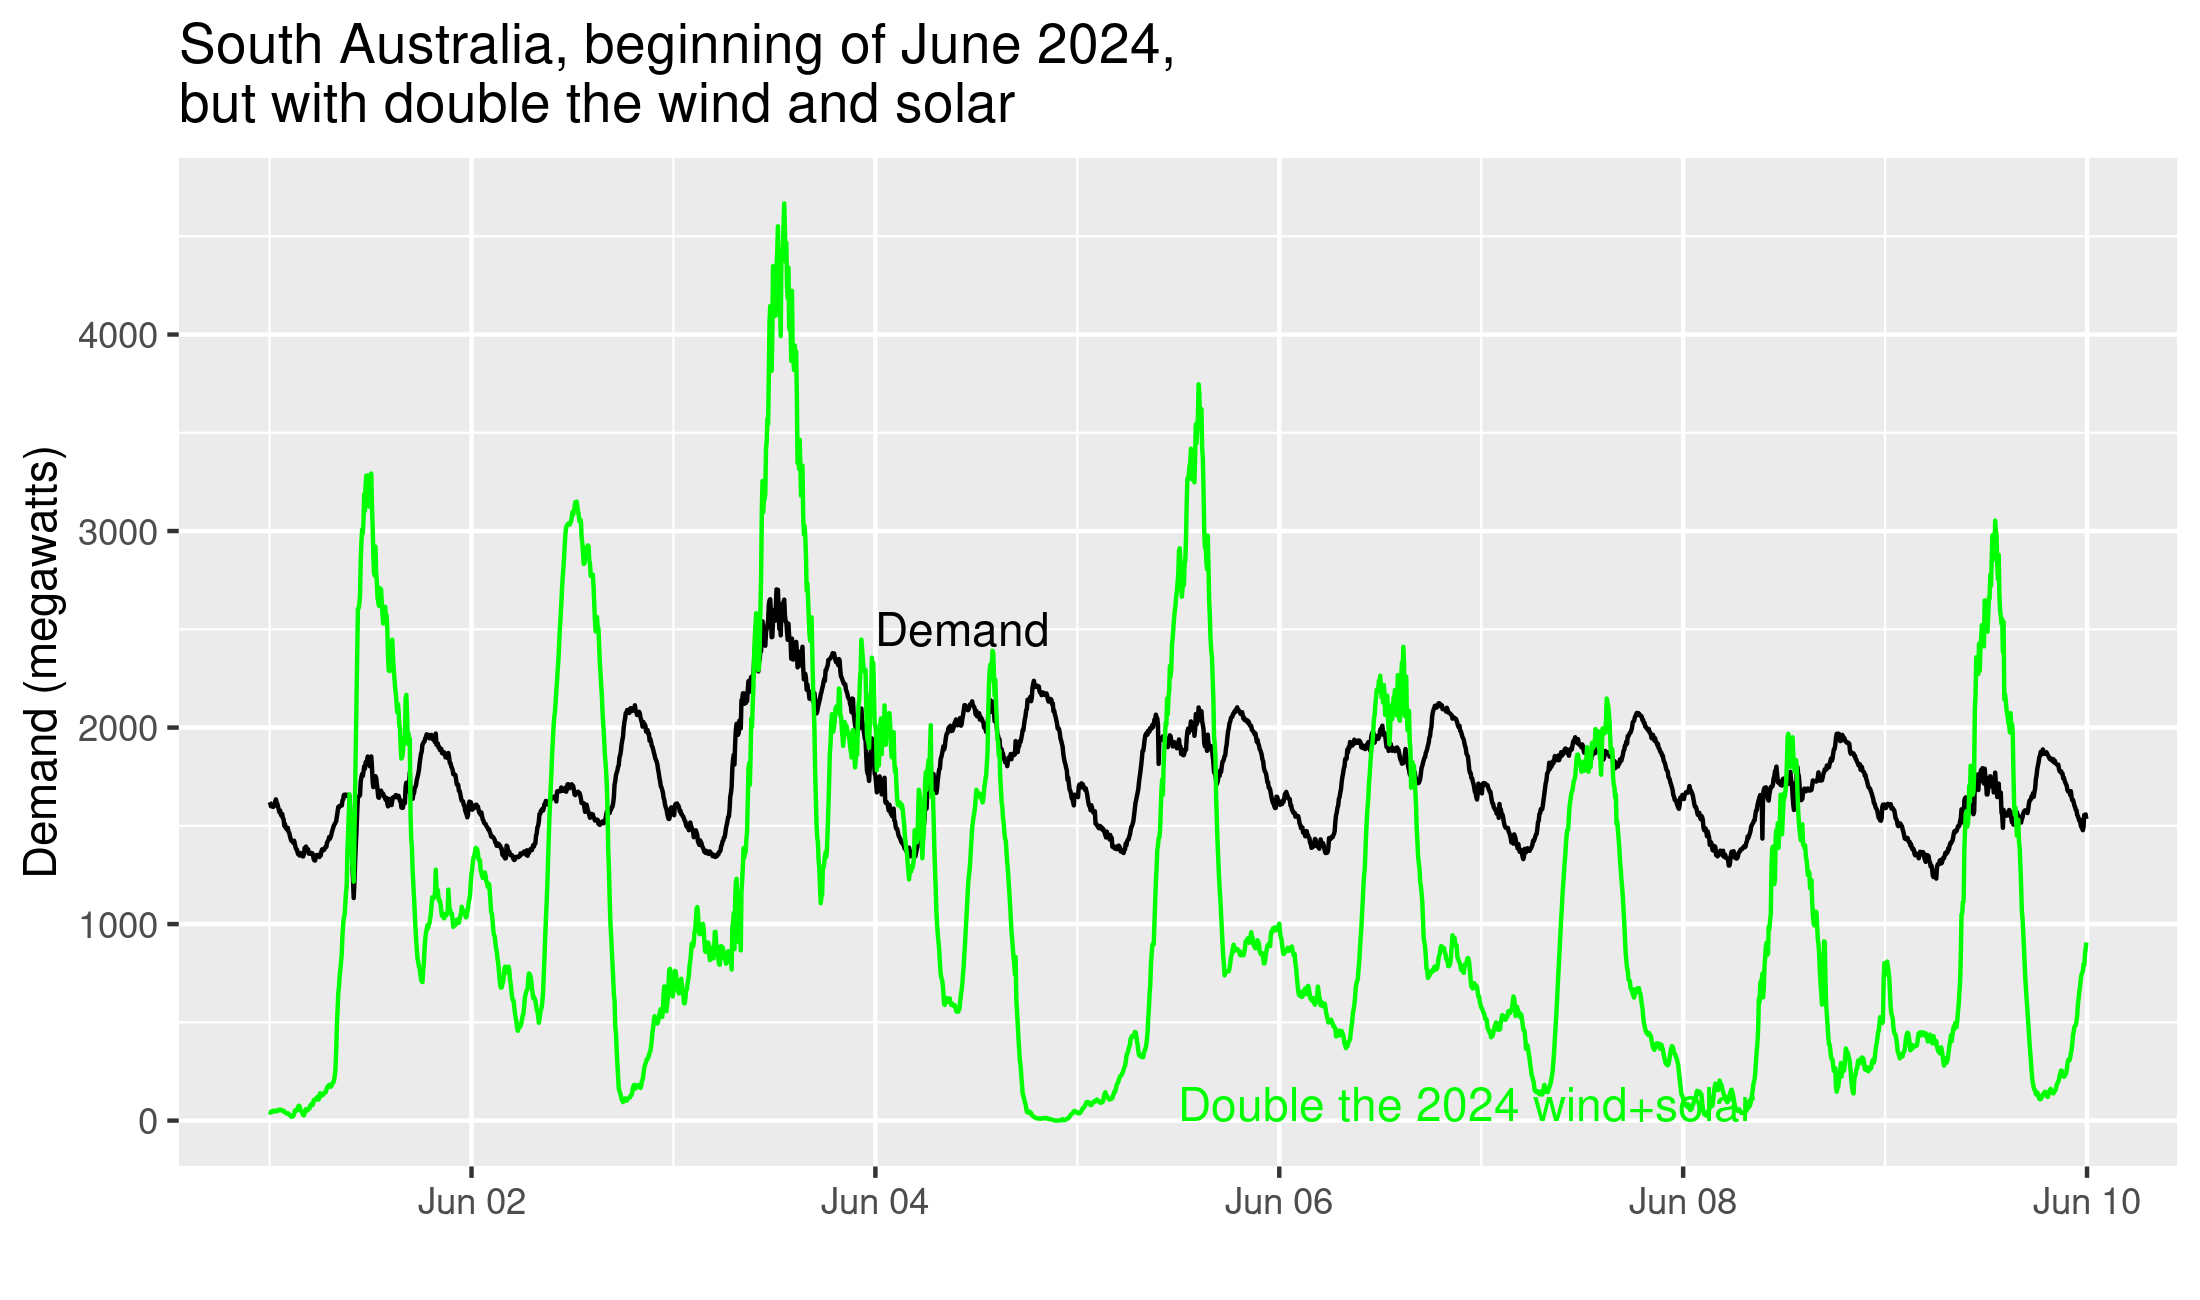 South Australia, beginning of June 2024,
but with double the wind and solar
Demand (megawatts)
4000
3000
2000
1000
0
Demand
Double the 2024 wind+solar
Jun 02
Jun 04
Jun 06
Jun 08
Jun 10